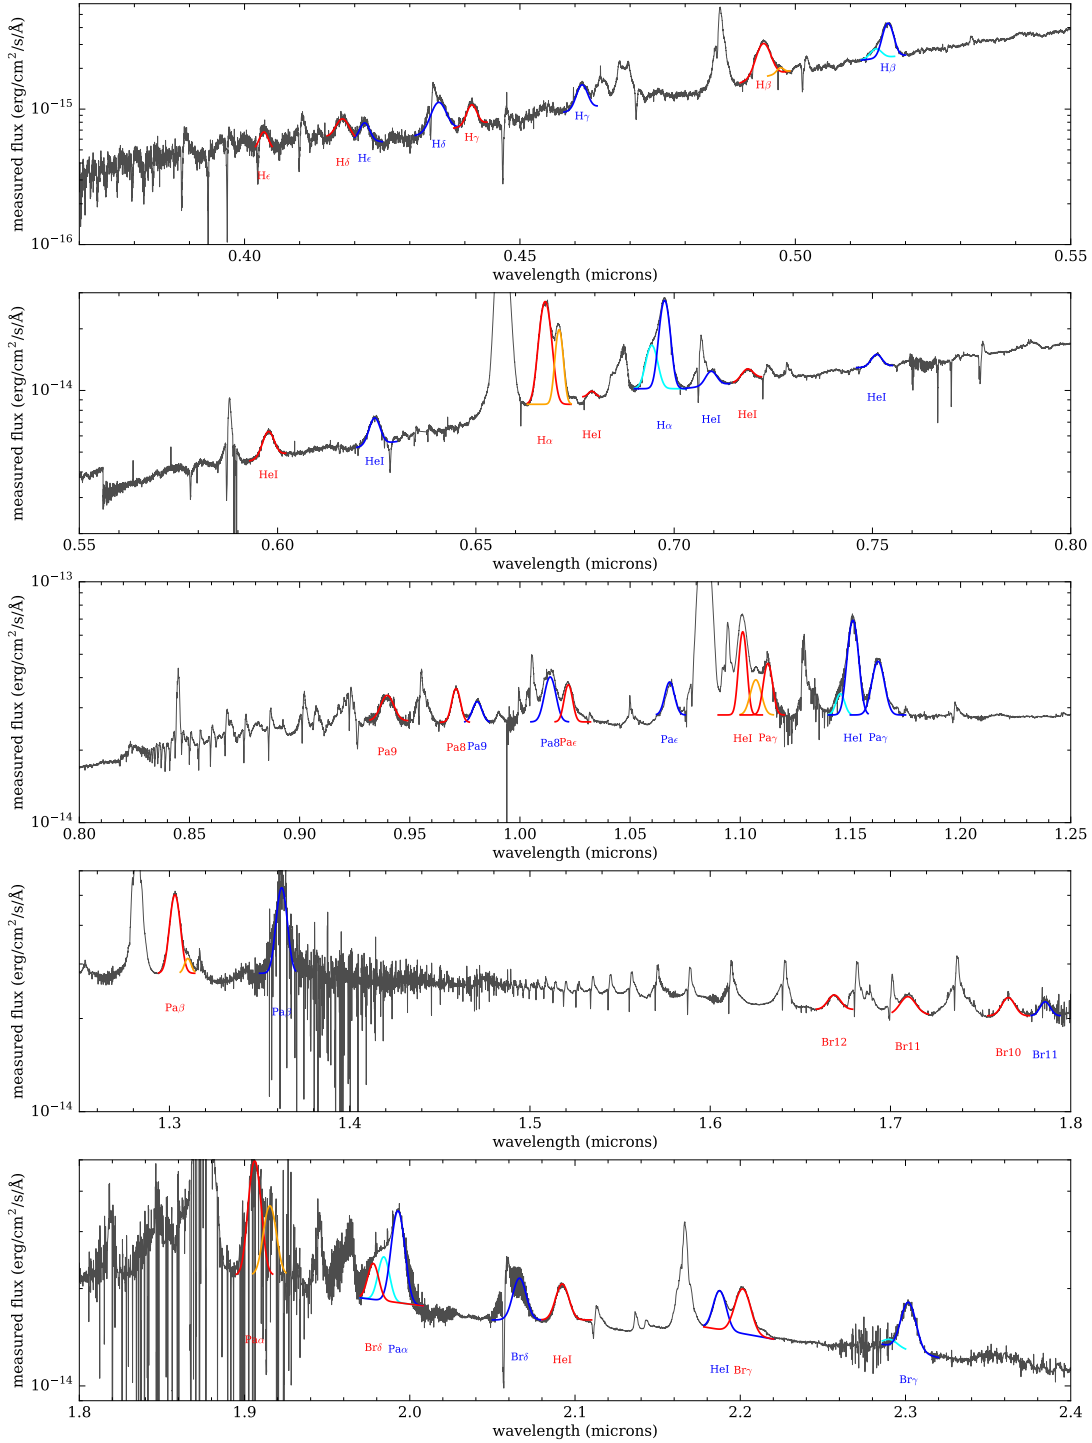 measured flux (erg/cm²/s/Å)
10⁻¹⁵
10⁻¹⁶
Hϵ
Hδ
Hϵ
Hδ
Hγ
Hγ
Hβ
Hβ
0.40 0.45 0.50 0.55
wavelength (microns)
measured flux (erg/cm²/s/Å)
10⁻¹⁴
HeI
HeI
Hα
HeI
Hα
HeI
HeI
HeI
0.55 0.60 0.65 0.70 0.75 0.80
wavelength (microns)
measured flux (erg/cm²/s/Å)
10⁻¹³
10⁻¹⁴
Pa9
Pa8
Pa9
Pa8
Paϵ
Paϵ
HeI
Paγ
HeI
Paγ
0.80 0.85 0.90 0.95 1.00 1.05 1.10 1.15 1.20 1.25
wavelength (microns)
measured flux (erg/cm²/s/Å)
10⁻¹⁴
Paβ
Paβ
Br12
Br11
Br10
Br11
1.3 1.4 1.5 1.6 1.7 1.8
wavelength (microns)
measured flux (erg/cm²/s/Å)
10⁻¹⁴
Paα
Brδ
Paα
Brδ
HeI
HeI
Brγ
Brγ
1.8 1.9 2.0 2.1 2.2 2.3 2.4
wavelength (microns)